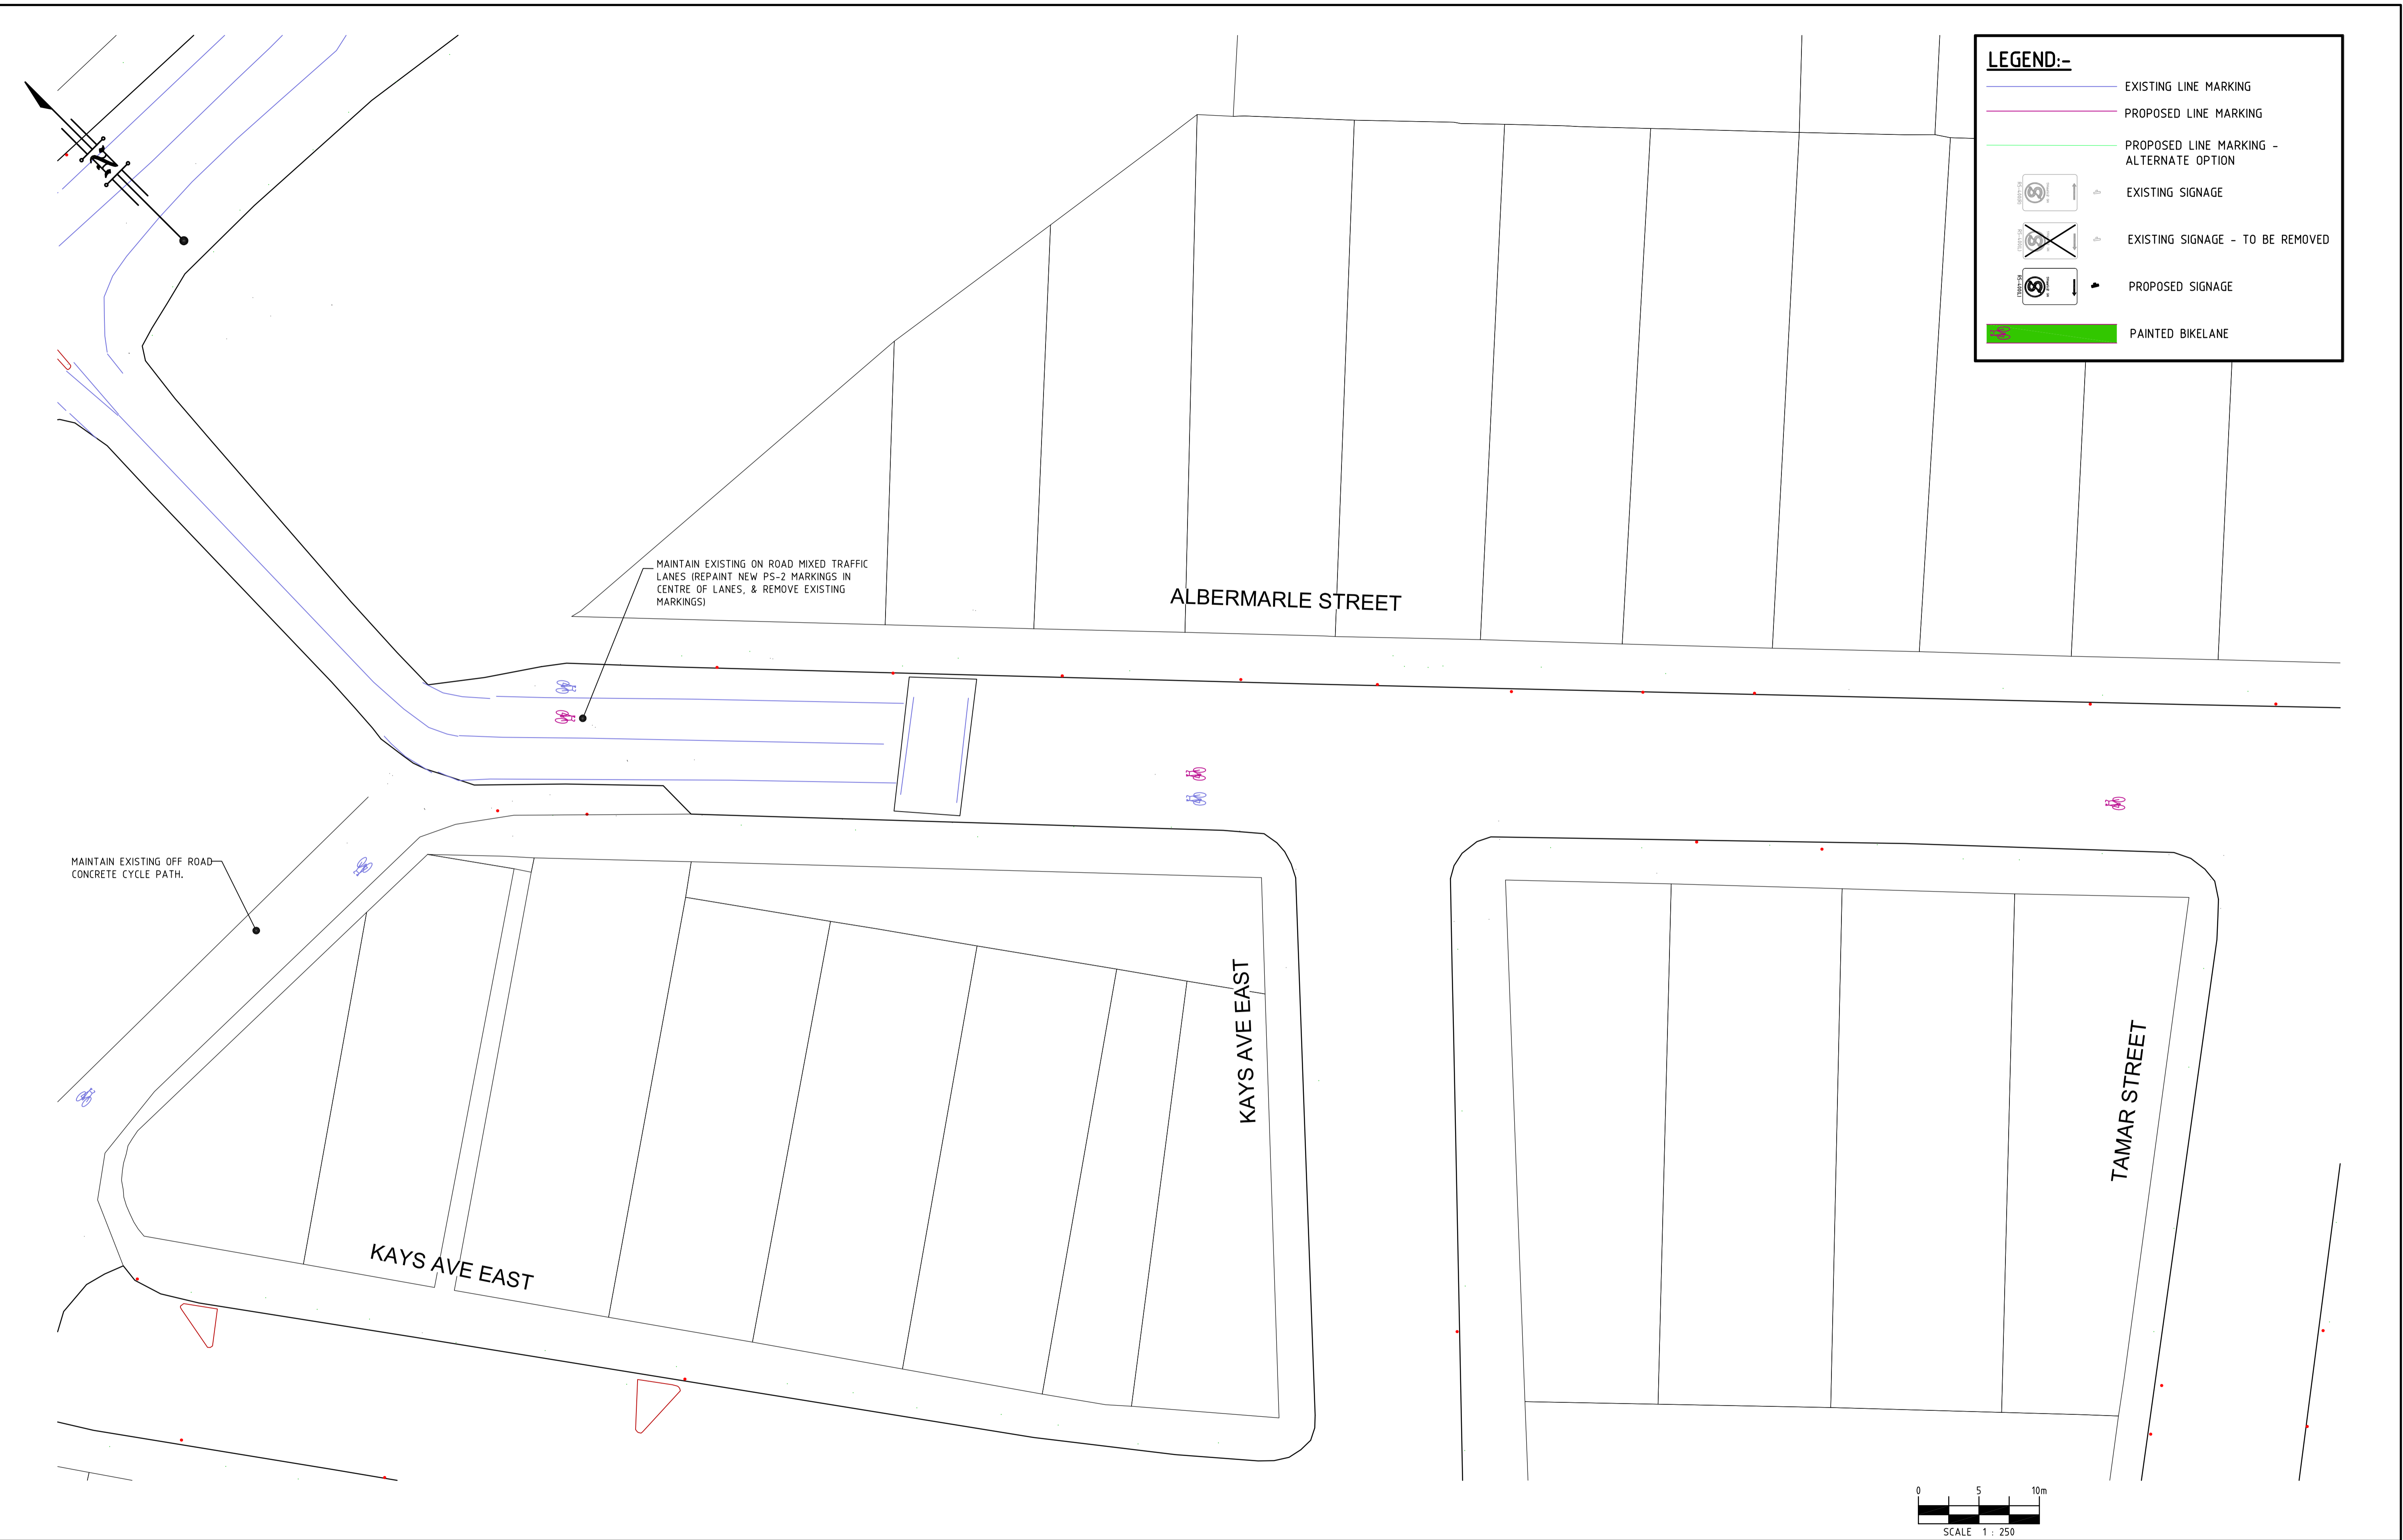 LEGEND:-
EXISTING LINE MARKING
PROPOSED LINE MARKING
PROPOSED LINE MARKING -
ALTERNATE OPTION
EXISTING SIGNAGE
EXISTING SIGNAGE - TO BE REMOVED
PROPOSED SIGNAGE
PAINTED BIKELANE
MAINTAIN EXISTING ON ROAD MIXED TRAFFIC
LANES (REPAINT NEW PS-2 MARKINGS IN
CENTRE OF LANES, & REMOVE EXISTING
MARKINGS)
ALBERMARLE STREET
MAINTAIN EXISTING OFF ROAD
CONCRETE CYCLE PATH.
KAYS AVE EAST
TAMAR STREET
KAYS AVE EAST
0 5 10m
SCALE 1 : 250